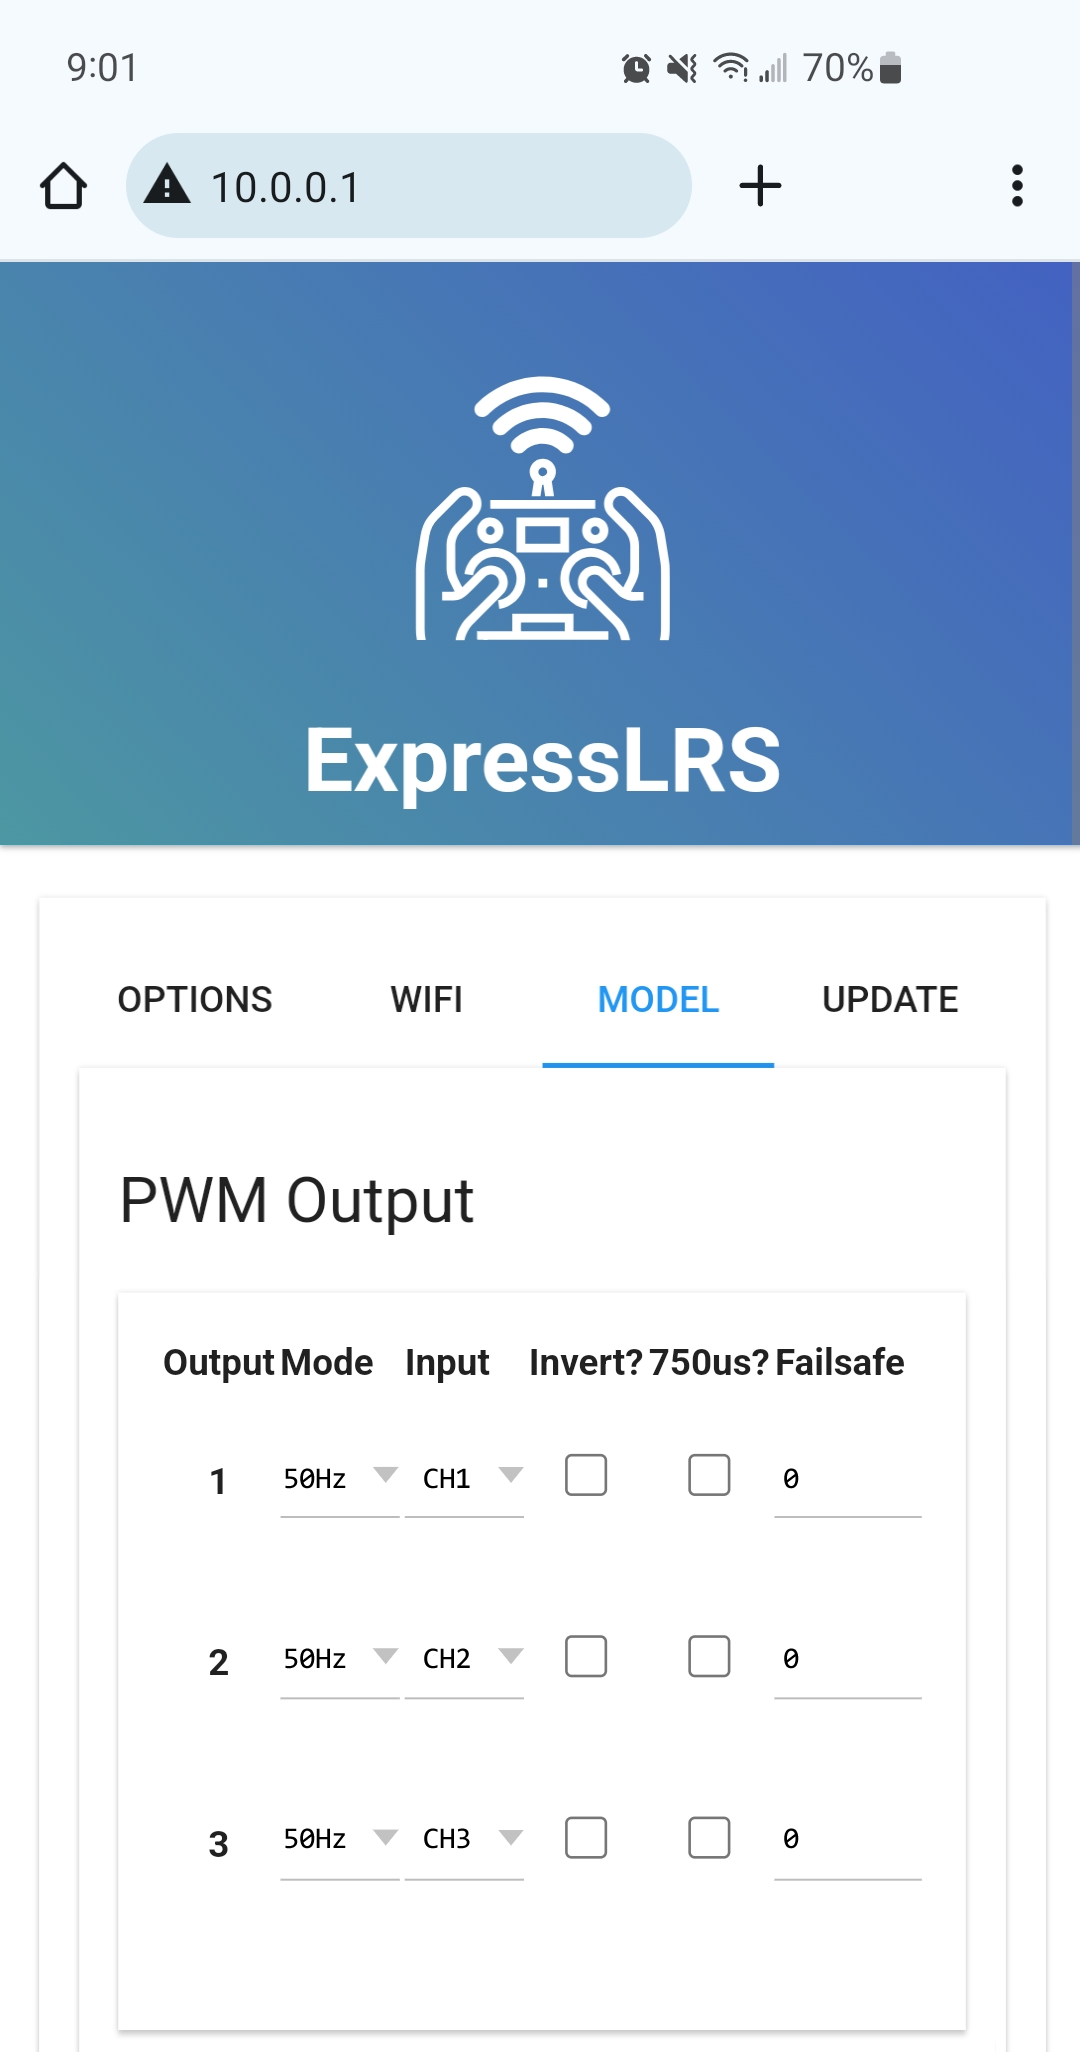 9:01 70%
10.0.0.1
ExpressLRS
OPTIONS WIFI MODEL UPDATE
PWM Output
Output Mode Input Invert? 750us? Failsafe
1 50Hz CH1 0
2 50Hz CH2 0
3 50Hz CH3 0